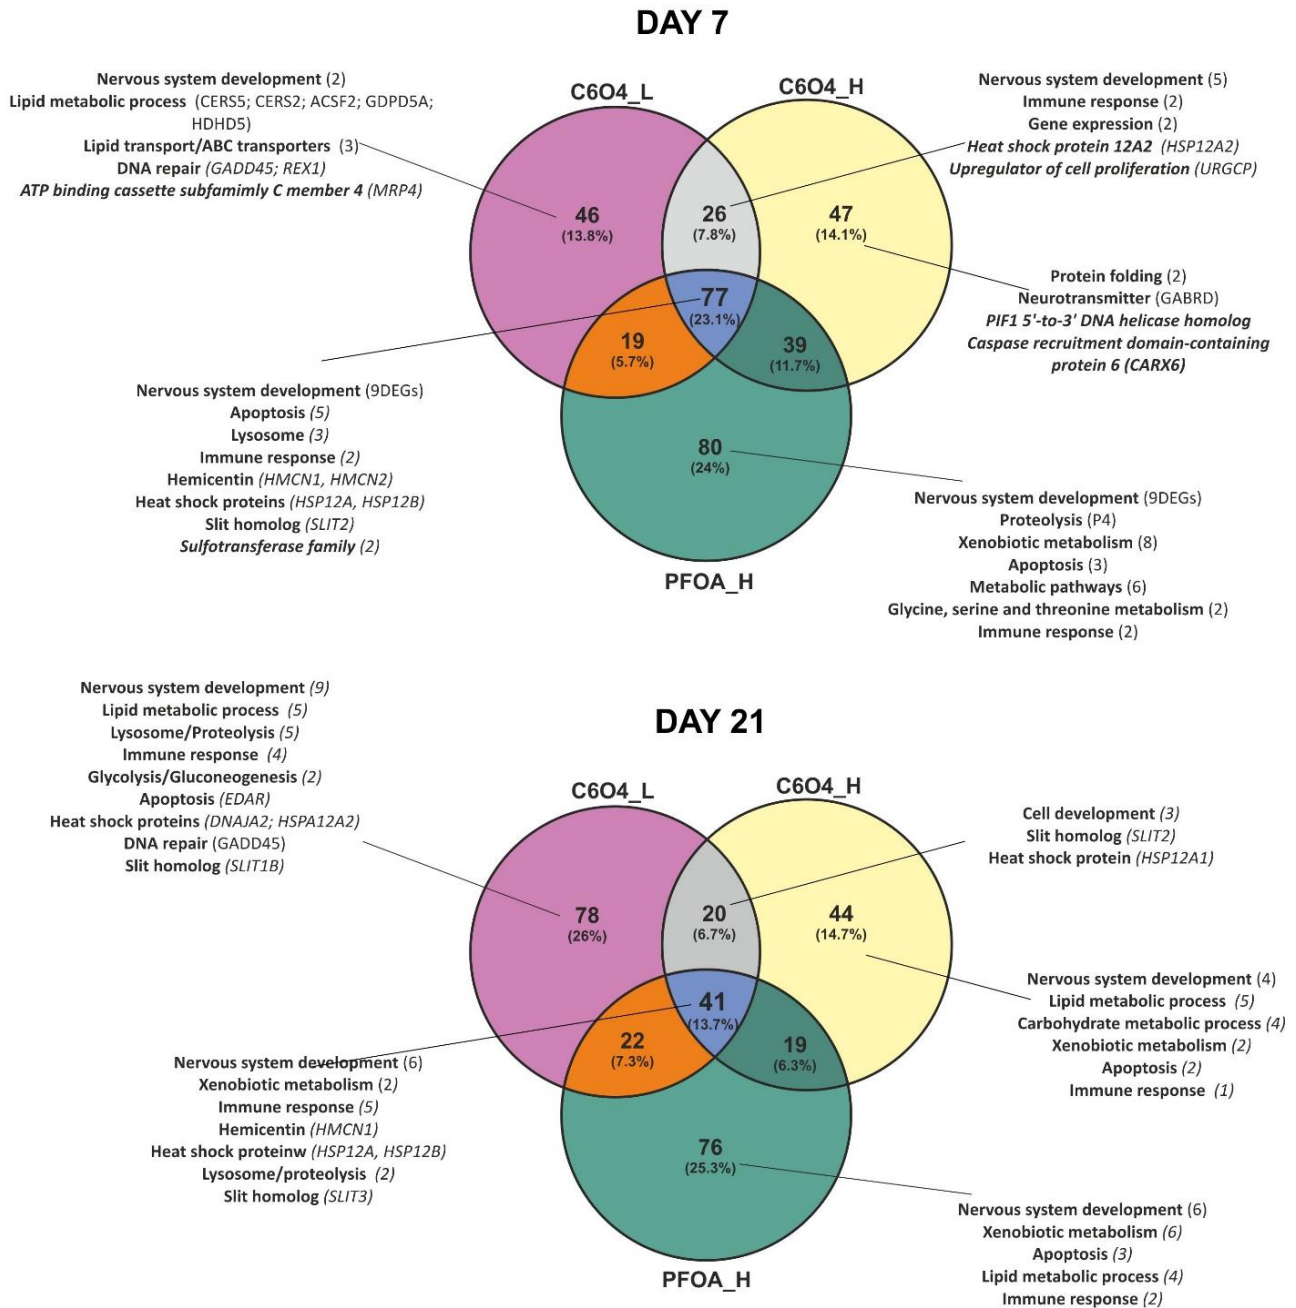 DAY 7
Nervous system development (2)
Lipid metabolic process (CERS5; CERS2; ACSF2; GDPD5A;
HDHD5)
Lipid transport/ABC transporters (3)
DNA repair (GADD45; REX1)
ATP binding cassette subfamimly C member 4 (MRP4)
C6O4_L
C6O4_H
Nervous system development (5)
Immune response (2)
Gene expression (2)
Heat shock protein 12A2 (HSP12A2)
Upregulator of cell proliferation (URGCP)
46
(13.8%)
26
(7.8%)
47
(14.1%)
77
(23.1%)
19
(5.7%)
39
(11.7%)
80
(24%)
Protein folding (2)
Neurotransmitter (GABRD)
PIF1 5'-to-3' DNA helicase homolog
Caspase recruitment domain-containing
protein 6 (CARX6)
Nervous system development (9DEGs)
Apoptosis (5)
Lysosome (3)
Immune response (2)
Hemicentin (HMCN1, HMCN2)
Heat shock proteins (HSP12A, HSP12B)
Slit homolog (SLIT2)
Sulfotransferase family (2)
PFOA_H
Nervous system development (9DEGs)
Proteolysis (P4)
Xenobiotic metabolism (8)
Apoptosis (3)
Metabolic pathways (6)
Glycine, serine and threonine metabolism (2)
Immune response (2)
DAY 21
Nervous system development (9)
Lipid metabolic process (5)
Lysosome/Proteolysis (5)
Immune response (4)
Glycolysis/Gluconeogenesis (2)
Apoptosis (EDAR)
Heat shock proteins (DNAJA2; HSPA12A2)
DNA repair (GADD45)
Slit homolog (SLIT1B)
C6O4_L
C6O4_H
Cell development (3)
Slit homolog (SLIT2)
Heat shock protein (HSP12A1)
78
(26%)
20
(6.7%)
44
(14.7%)
41
(13.7%)
22
(7.3%)
19
(6.3%)
76
(25.3%)
Nervous system development (4)
Lipid metabolic process (5)
Carbohydrate metabolic process (4)
Xenobiotic metabolism (2)
Apoptosis (2)
Immune response (1)
Nervous system development (6)
Xenobiotic metabolism (2)
Immune response (5)
Hemicentin (HMCN1)
Heat shock proteinw (HSP12A, HSP12B)
Lysosome/proteolysis (2)
Slit homolog (SLIT3)
PFOA_H
Nervous system development (6)
Xenobiotic metabolism (6)
Apoptosis (3)
Lipid metabolic process (4)
Immune response (2)